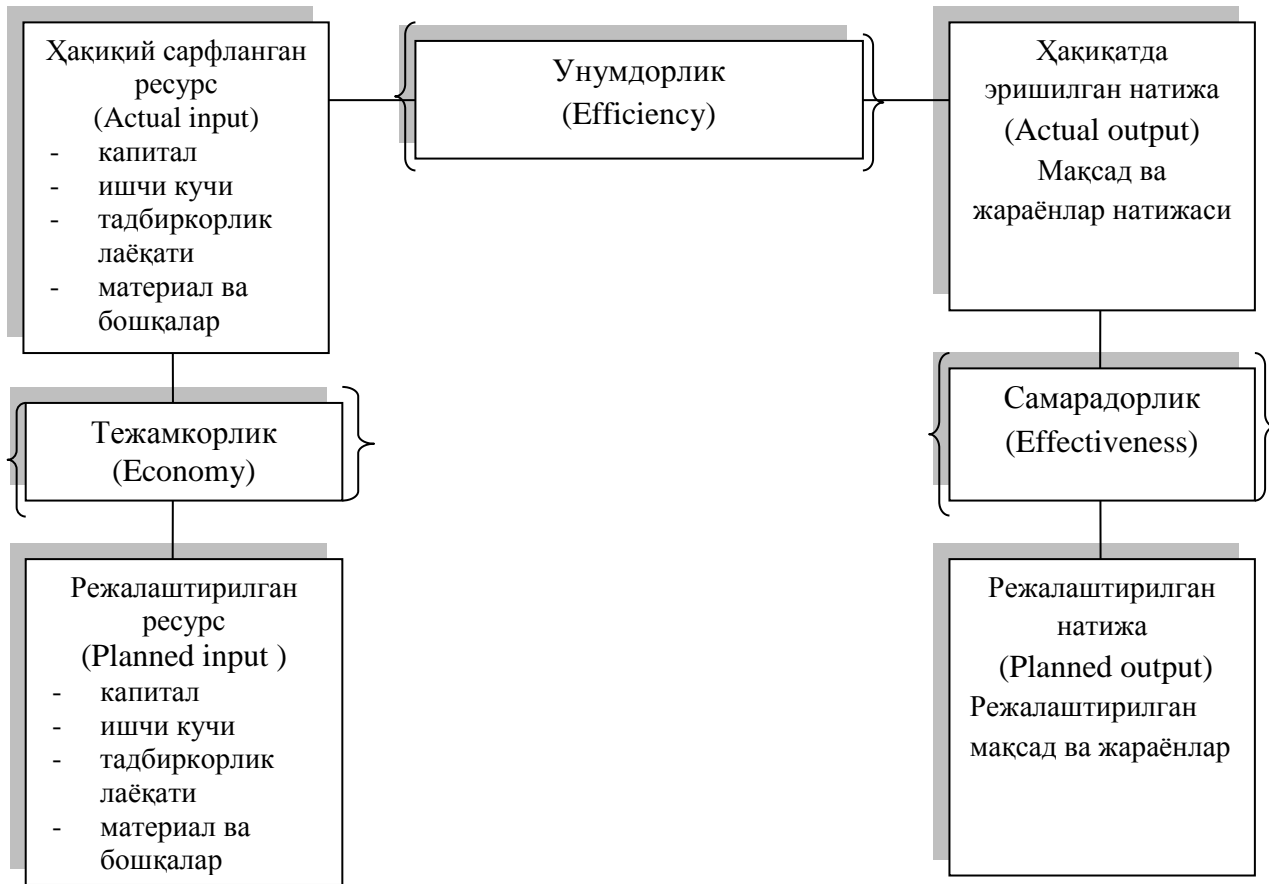 Ҳақиқий сарфланган
ресурс
(Actual input)
- капитал
- ишчи кучи
- тадбиркорлик
лаёқати
- материал ва
бошқалар
Унумдорлик
(Efficiency)
Ҳақиқатда
эришилган натижа
(Actual output)
Мақсад ва
жараёнлар натижаси
Тежамкорлик
(Economy)
Самарадорлик
(Effectiveness)
Режалаштирилган
ресурс
(Planned input )
- капитал
- ишчи кучи
- тадбиркорлик
лаёқати
- материал ва
бошқалар
Режалаштирилган
натижа
(Planned output)
Режалаштирилган
мақсад ва жараёнлар